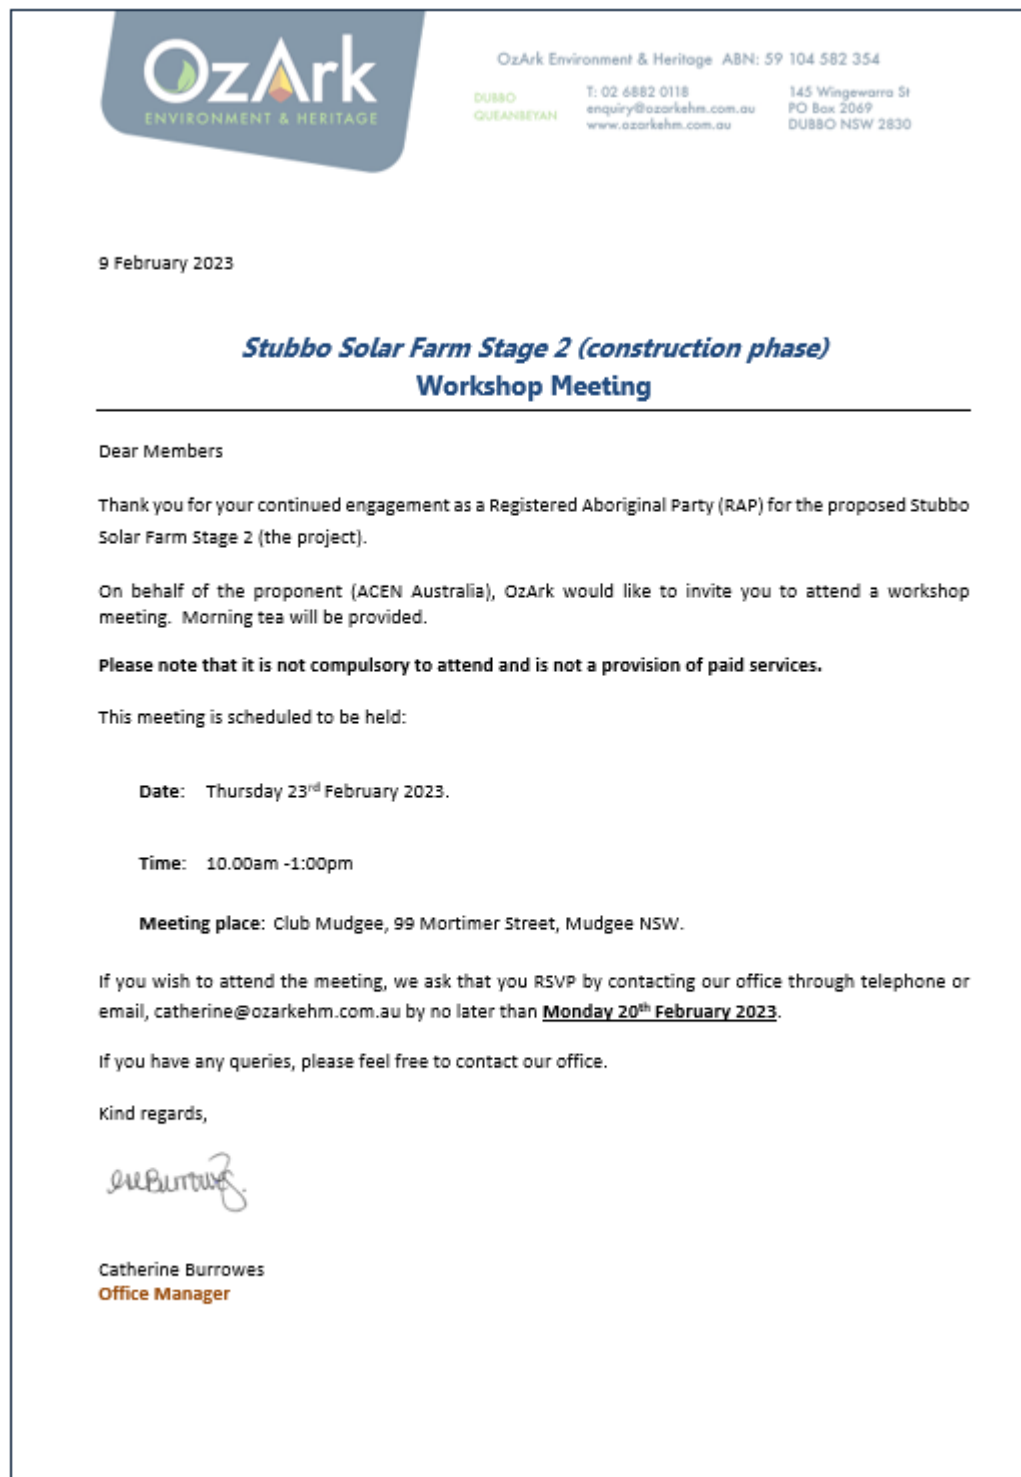 OzArk
ENVIRONMENT & HERITAGE
OzArk Environment & Heritage ABN: 59 104 582 354
DUBBO
QUEANBEYAN
T: 02 6882 0118
enquiry@ozarkehm.com.au
www.ozarkehm.com.au
145 Wingewarra St
PO Box 2069
DUBBO NSW 2830
9 February 2023
Stubbo Solar Farm Stage 2 (construction phase)
Workshop Meeting
Dear Members
Thank you for your continued engagement as a Registered Aboriginal Party (RAP) for the proposed Stubbo
Solar Farm Stage 2 (the project).
On behalf of the proponent (ACEN Australia), OzArk would like to invite you to attend a workshop
meeting. Morning tea will be provided.
Please note that it is not compulsory to attend and is not a provision of paid services.
This meeting is scheduled to be held:
Date: Thursday 23rd February 2023.
Time: 10.00am -1:00pm
Meeting place: Club Mudgee, 99 Mortimer Street, Mudgee NSW.
If you wish to attend the meeting, we ask that you RSVP by contacting our office through telephone or
email, catherine@ozarkehm.com.au by no later than Monday 20th February 2023.
If you have any queries, please feel free to contact our office.
Kind regards,
Catherine Burrowes
Office Manager